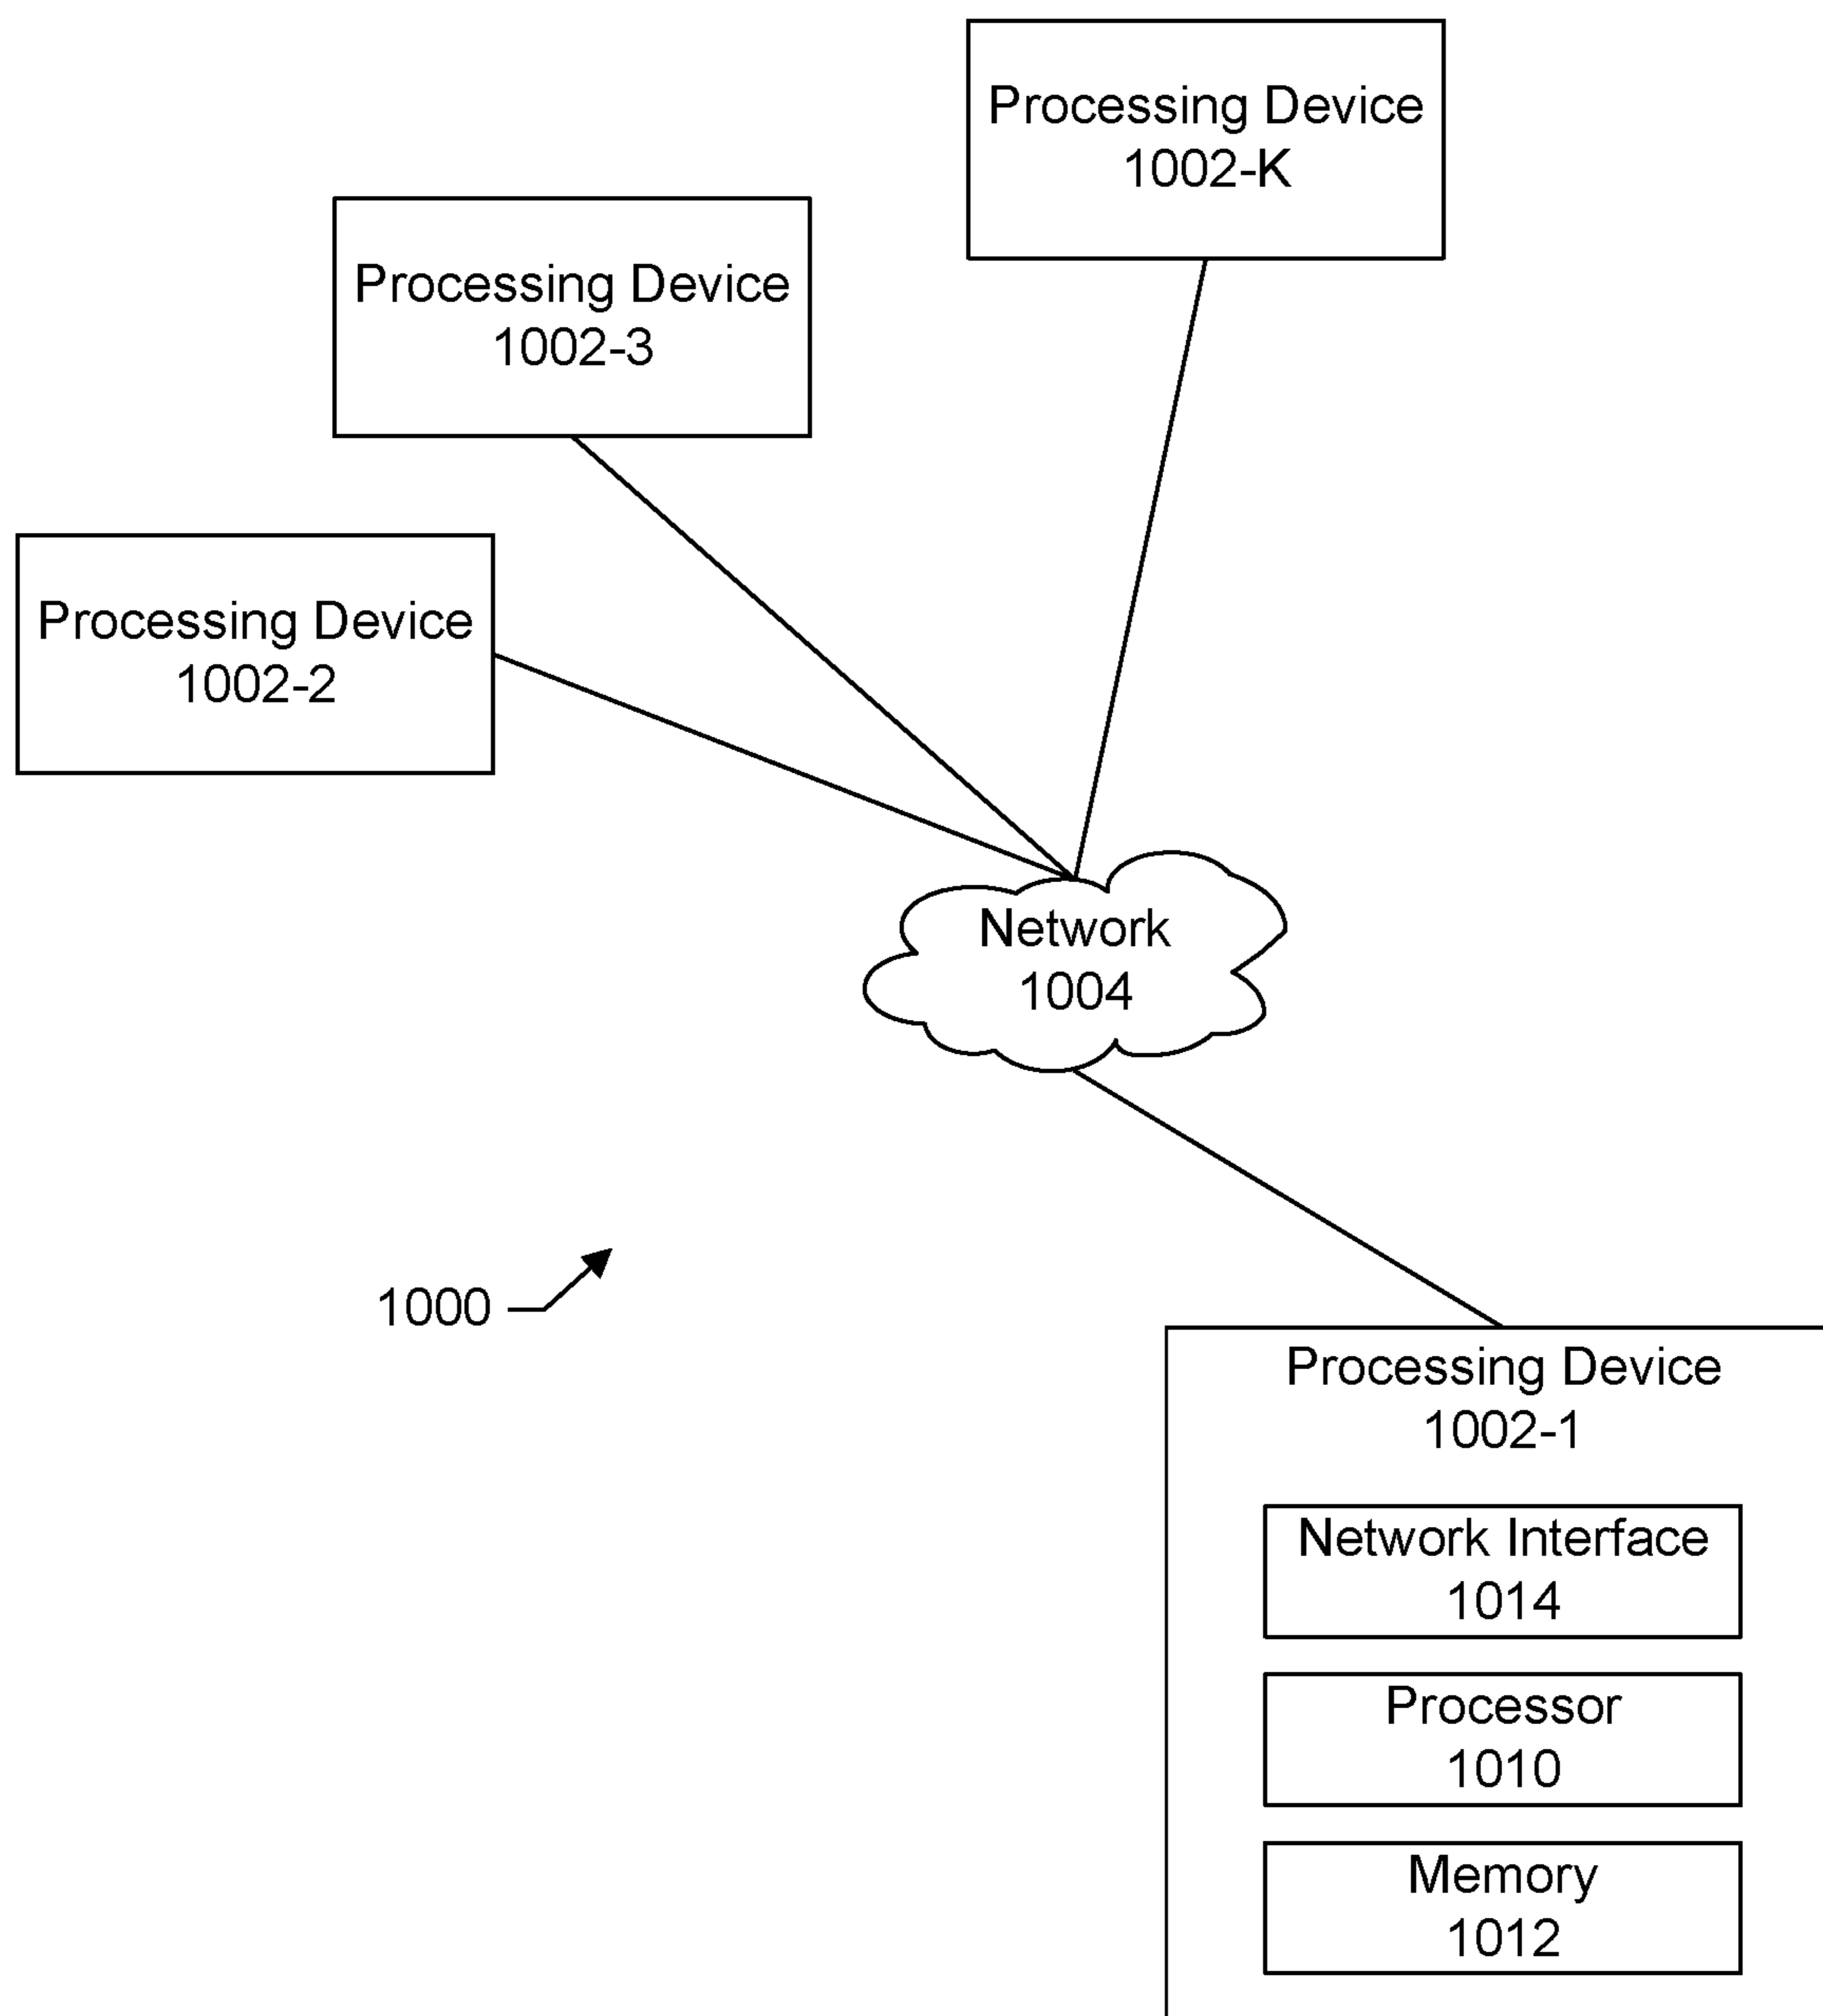 Processing Device
1002-K
Processing Device
1002-3
Processing Device
1002-2
Network
1004
1000
Processing Device
1002-1
Network Interface
1014
Processor
1010
Memory
1012